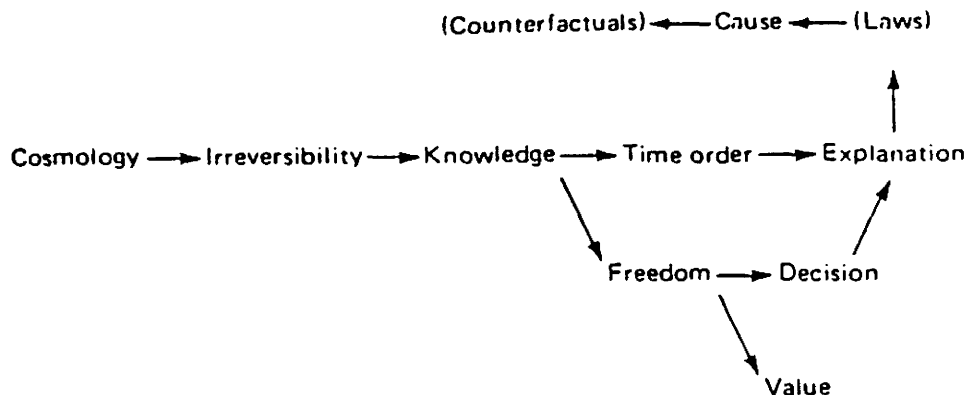 (Counterfactuals) Cause (Laws)
Cosmology Irreversibility Knowledge Time order Explanation
Freedom Decision
Value